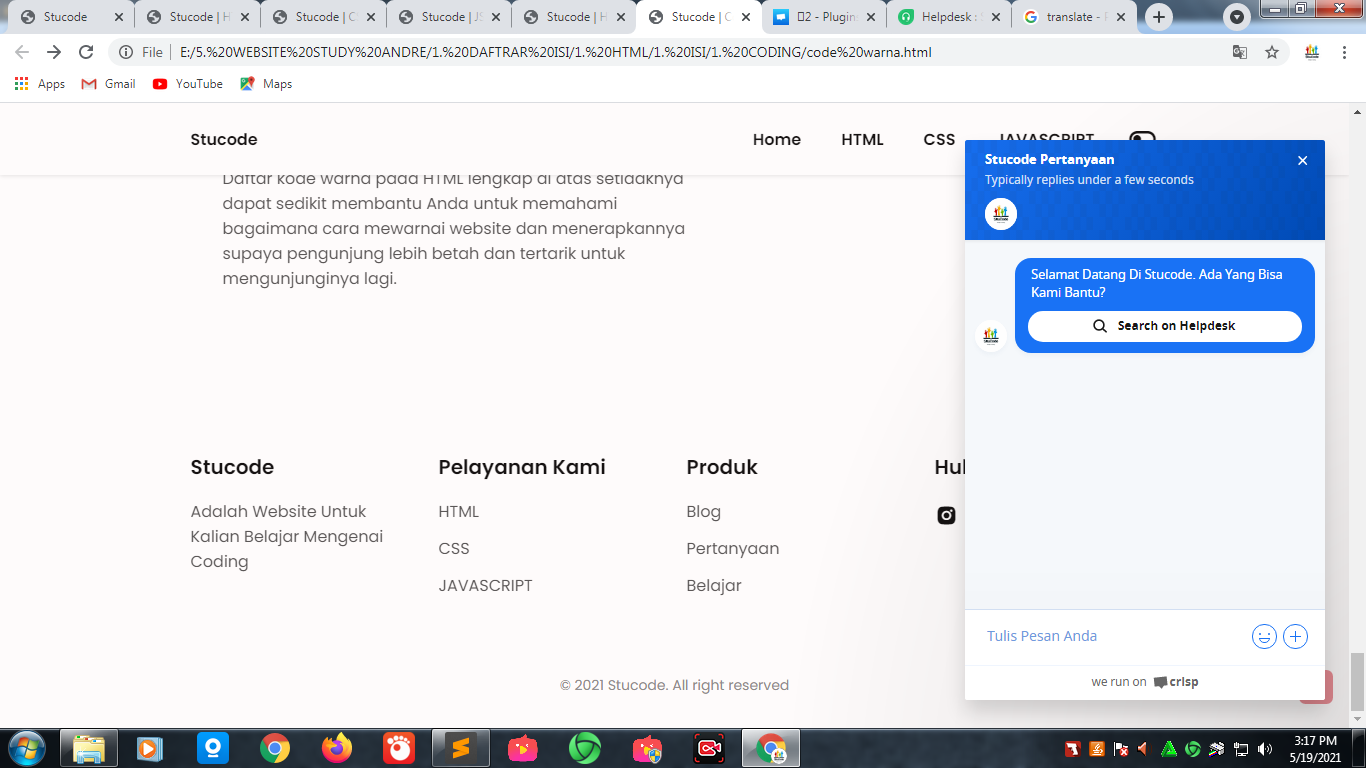 Stucode
Stucode | H
Stucode | C
Stucode | JS
Stucode | H
Stucode | C
2 - Plugins
Helpdesk : S
translate - P
File
E:/5.%20WEBSITE%20STUDY%20ANDRE/1.%20DAFTRAR%20ISI/1.%20HTML/1.%20ISI/1.%20CODING/code%20warna.html
Apps
Gmail
YouTube
Maps
Stucode
Home
HTML
CSS
JAVASCRIPT
Daftar kode warna pada HTML lengkap di atas setidaknya
dapat sedikit membantu Anda untuk memahami
bagaimana cara mewarnai website dan menerapkannya
supaya pengunjung lebih betah dan tertarik untuk
mengunjunginya lagi.
Stucode Pertanyaan
Typically replies under a few seconds
Selamat Datang Di Stucode. Ada Yang Bisa
Kami Bantu?
Search on Helpdesk
Tulis Pesan Anda
we run on crisp
Stucode
Adalah Website Untuk
Kalian Belajar Mengenai
Coding
Pelayanan Kami
HTML
CSS
JAVASCRIPT
Produk
Blog
Pertanyaan
Belajar
Hul
© 2021 Stucode. All right reserved
3:17 PM
5/19/2021